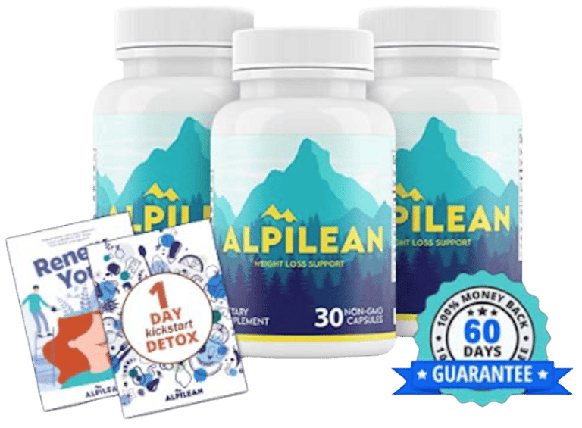 ALPILEAN
WEIGHT LOSS SUPPORT
30 NON-GMO
CAPSULES
Rene
You
1
DAY
kickstart
DETOX
ALPILEAN
ALPILEAN
100% MONEY BACK
60
DAYS
GUARANTEE